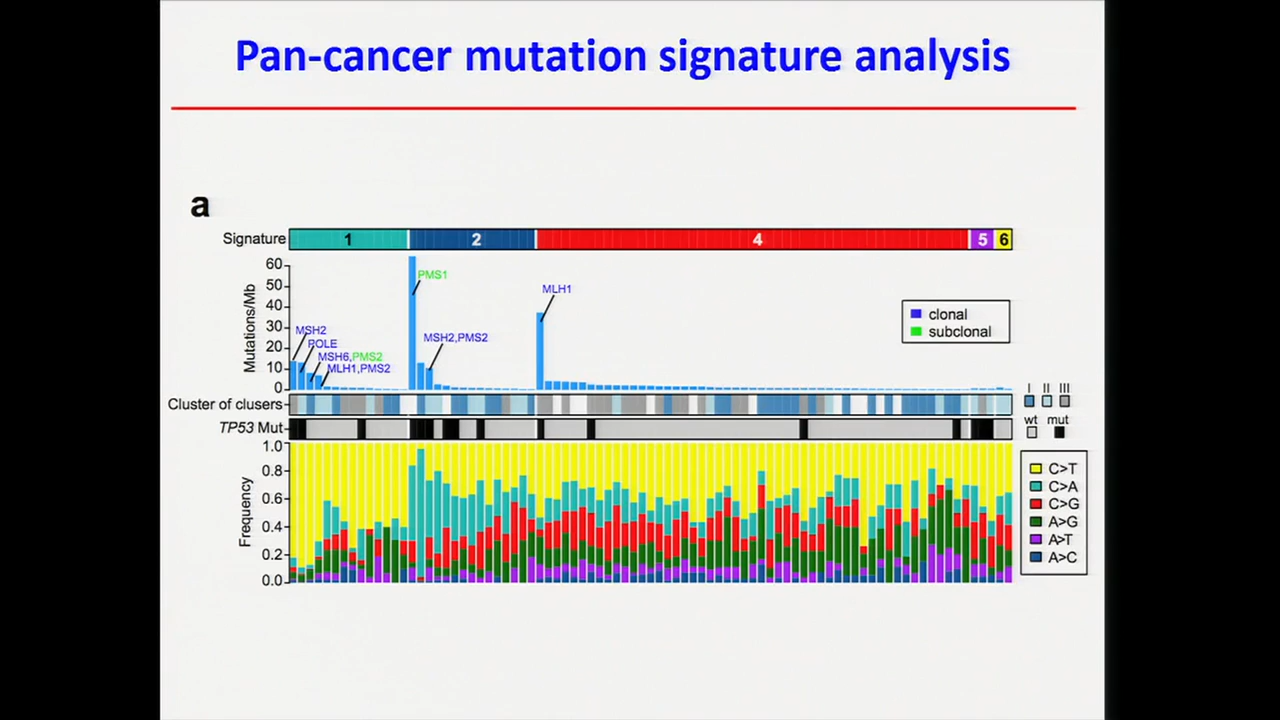 Pan-cancer mutation signature analysis
a
Signature
1
2
4
5
6
Mutations/Mb
60
50
40
30
20
10
0
PMS1
MLH1
MSH2
POLE
MSH6,PMS2
MLH1,PMS2
MSH2,PMS2
clonal
subclonal
Cluster of clusers
I II III
TP53 Mut
wt mut
Frequency
1.0
0.8
0.6
0.4
0.2
0.0
C>T
C>A
C>G
A>G
A>T
A>C